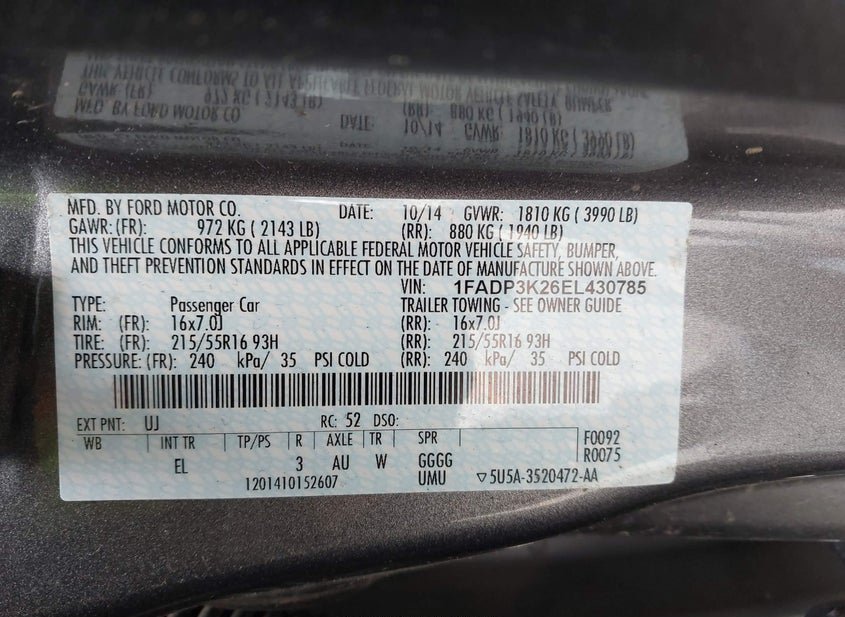 MFD. BY FORD MOTOR CO. DATE: 10/14 GVWR: 1810 KG ( 3990 LB)
GAWR: (FR): 972 KG ( 2143 LB) (RR): 880 KG ( 1940 LB)
THIS VEHICLE CONFORMS TO ALL APPLICABLE FEDERAL MOTOR VEHICLE SAFETY, BUMPER,
AND THEFT PREVENTION STANDARDS IN EFFECT ON THE DATE OF MANUFACTURE SHOWN ABOVE.
VIN: 1FADP3K26EL430785
TYPE: Passenger Car TRAILER TOWING - SEE OWNER GUIDE
RIM: (FR): 16x7.0J (RR): 16x7.0J
TIRE: (FR): 215/55R16 93H (RR): 215/55R16 93H
PRESSURE: (FR): 240 kPa/ 35 PSI COLD (RR): 240 kPa/ 35 PSI COLD
EXT PNT: UJ RC: 52 DSO:
WB INT TR TP/PS R AXLE TR SPR F0092
EL 3 AU W GGGG R0075
1201410152607 UMU ▽5U5A-3520472-AA